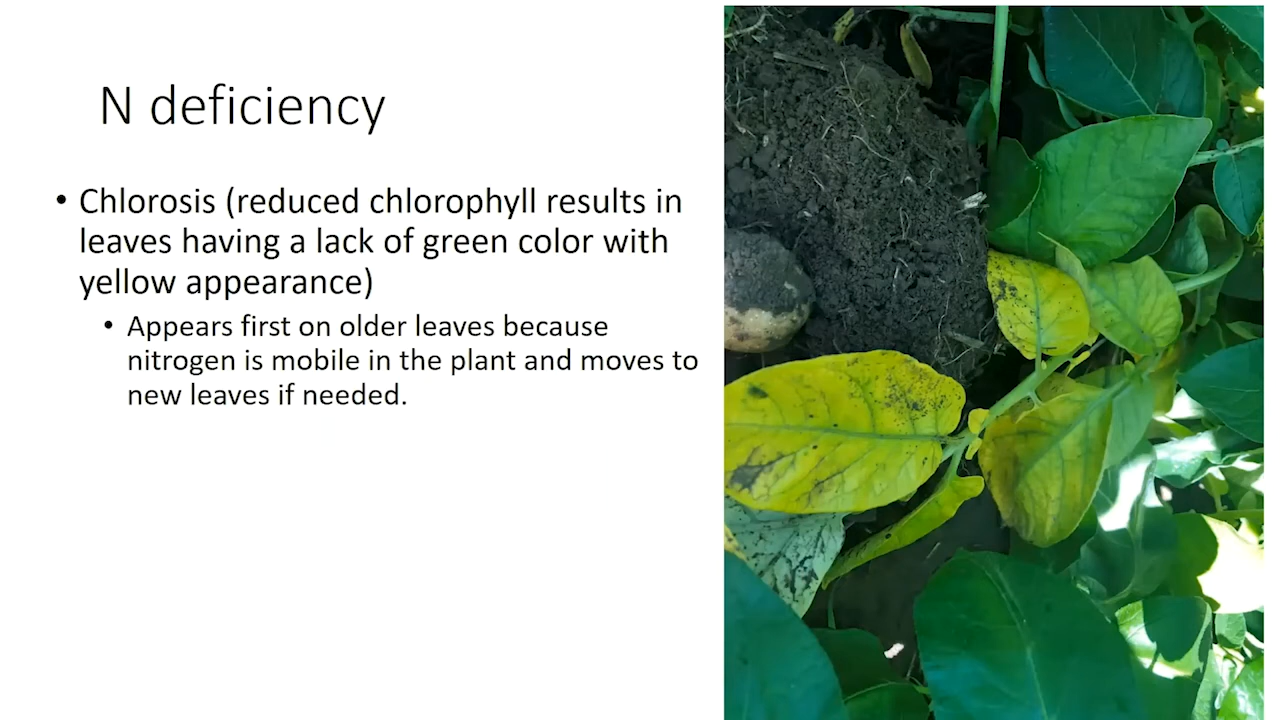 N deficiency
• Chlorosis (reduced chlorophyll results in
leaves having a lack of green color with
yellow appearance)
• Appears first on older leaves because
nitrogen is mobile in the plant and moves to
new leaves if needed.